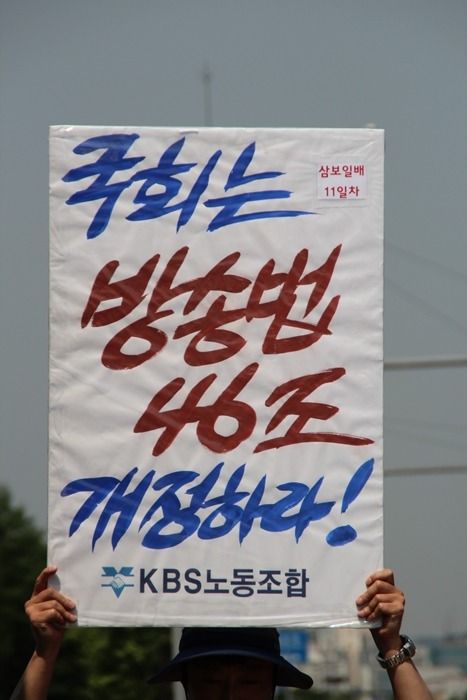 국회는
삼보일배
11일차
방송법
46조
개정하라!
KBS노동조합